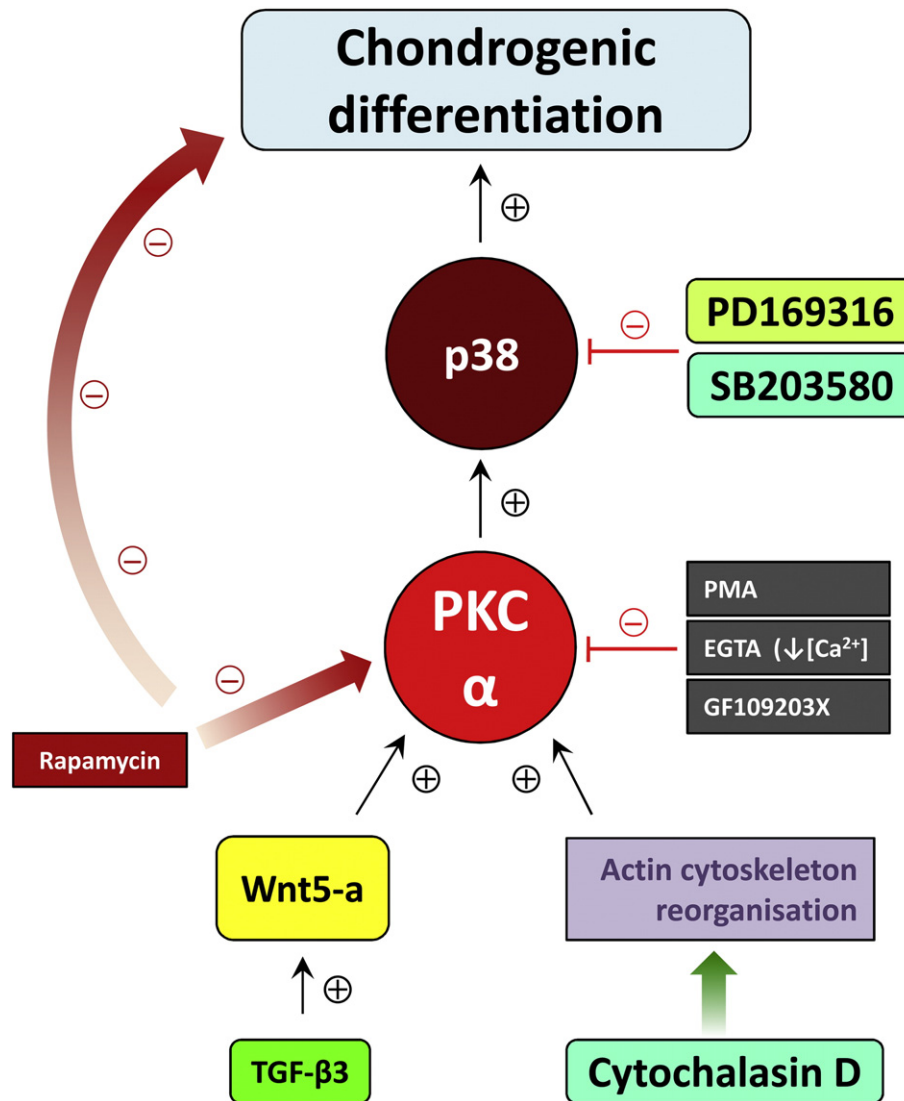 Chondrogenic
differentiation
⊕
⊖
p38
⊖
PD169316
SB203580
⊖
⊕
⊖
PKC
α
⊖
PMA
EGTA (↓[Ca²⁺]
GF109203X
⊖
Rapamycin
⊕
⊕
Wnt5-a
Actin cytoskeleton
reorganisation
⊕
TGF-β3
Cytochalasin D